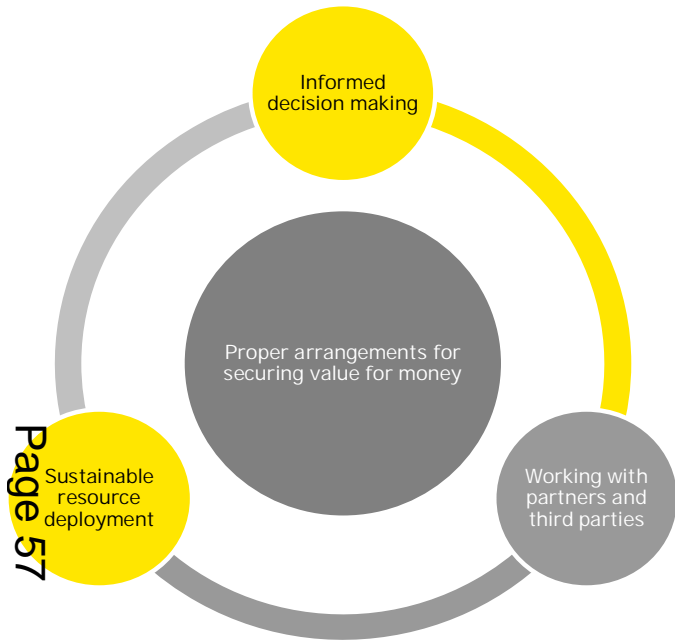 Informed
decision making
Proper arrangements for
securing value for money
Sustainable
resource
deployment
Working with
partners and
third parties
Page 57